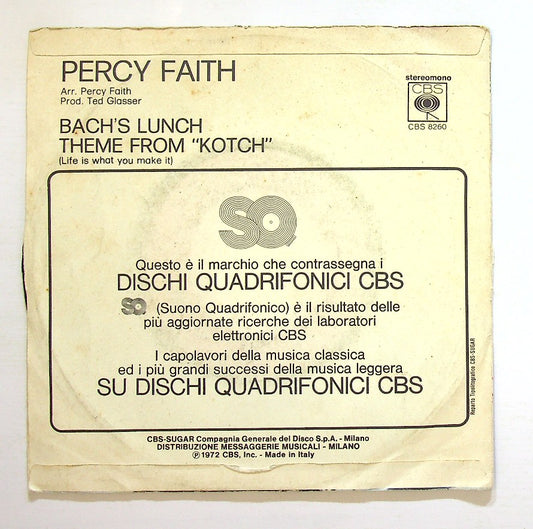 PERCY FAITH
Arr. Percy Faith
Prod. Ted Glasser
stereomono
CBS
CBS 8260
BACH'S LUNCH
THEME FROM "KOTCH"
(Life is what you make it)
SQ
Questo è il marchio che contrassegna i
DISCHI QUADRIFONICI CBS
SQ (Suono Quadrifonico) è il risultato delle
più aggiornate ricerche dei laboratori
elettronici CBS
I capolavori della musica classica
ed i più grandi successi della musica leggera
SU DISCHI QUADRIFONICI CBS
Reparto Tipolitografico CBS-SUGAR
CBS-SUGAR Compagnia Generale del Disco S.p.A. - Milano
DISTRIBUZIONE MESSAGGERIE MUSICALI - MILANO
℗ 1972 CBS, Inc. - Made in Italy